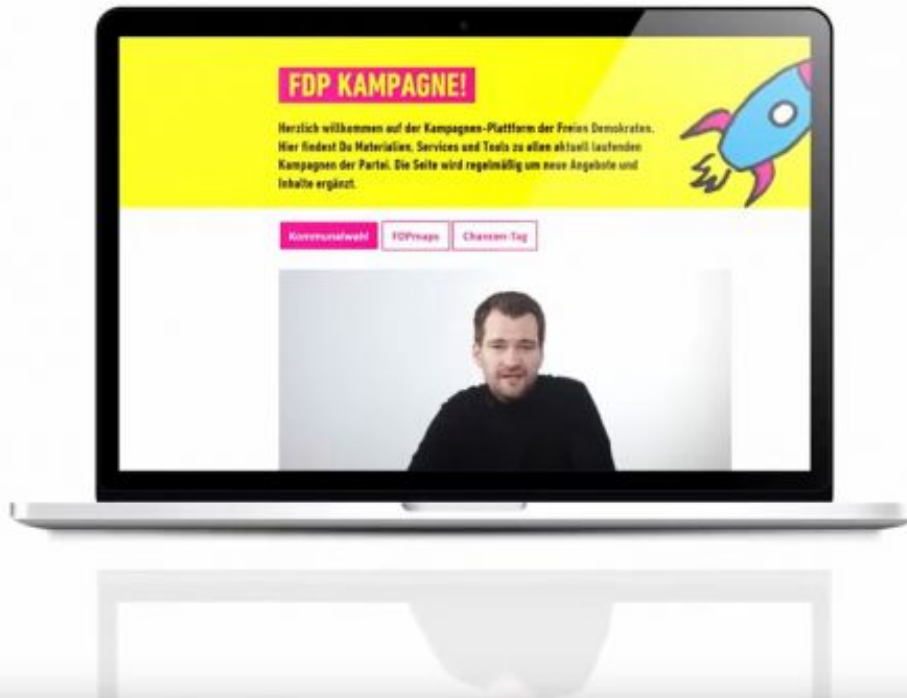 FDP KAMPAGNE!
Herzlich willkommen auf der Kampagnen-Plattform der Freien Demokraten.
Hier findest Du Materialien, Services und Tools zu allen aktuell laufenden
Kampagnen der Partei. Die Seite wird regelmäßig um neue Angebote und
Inhalte ergänzt.
Kommunalwahl FDPmaps Chancen-Tag